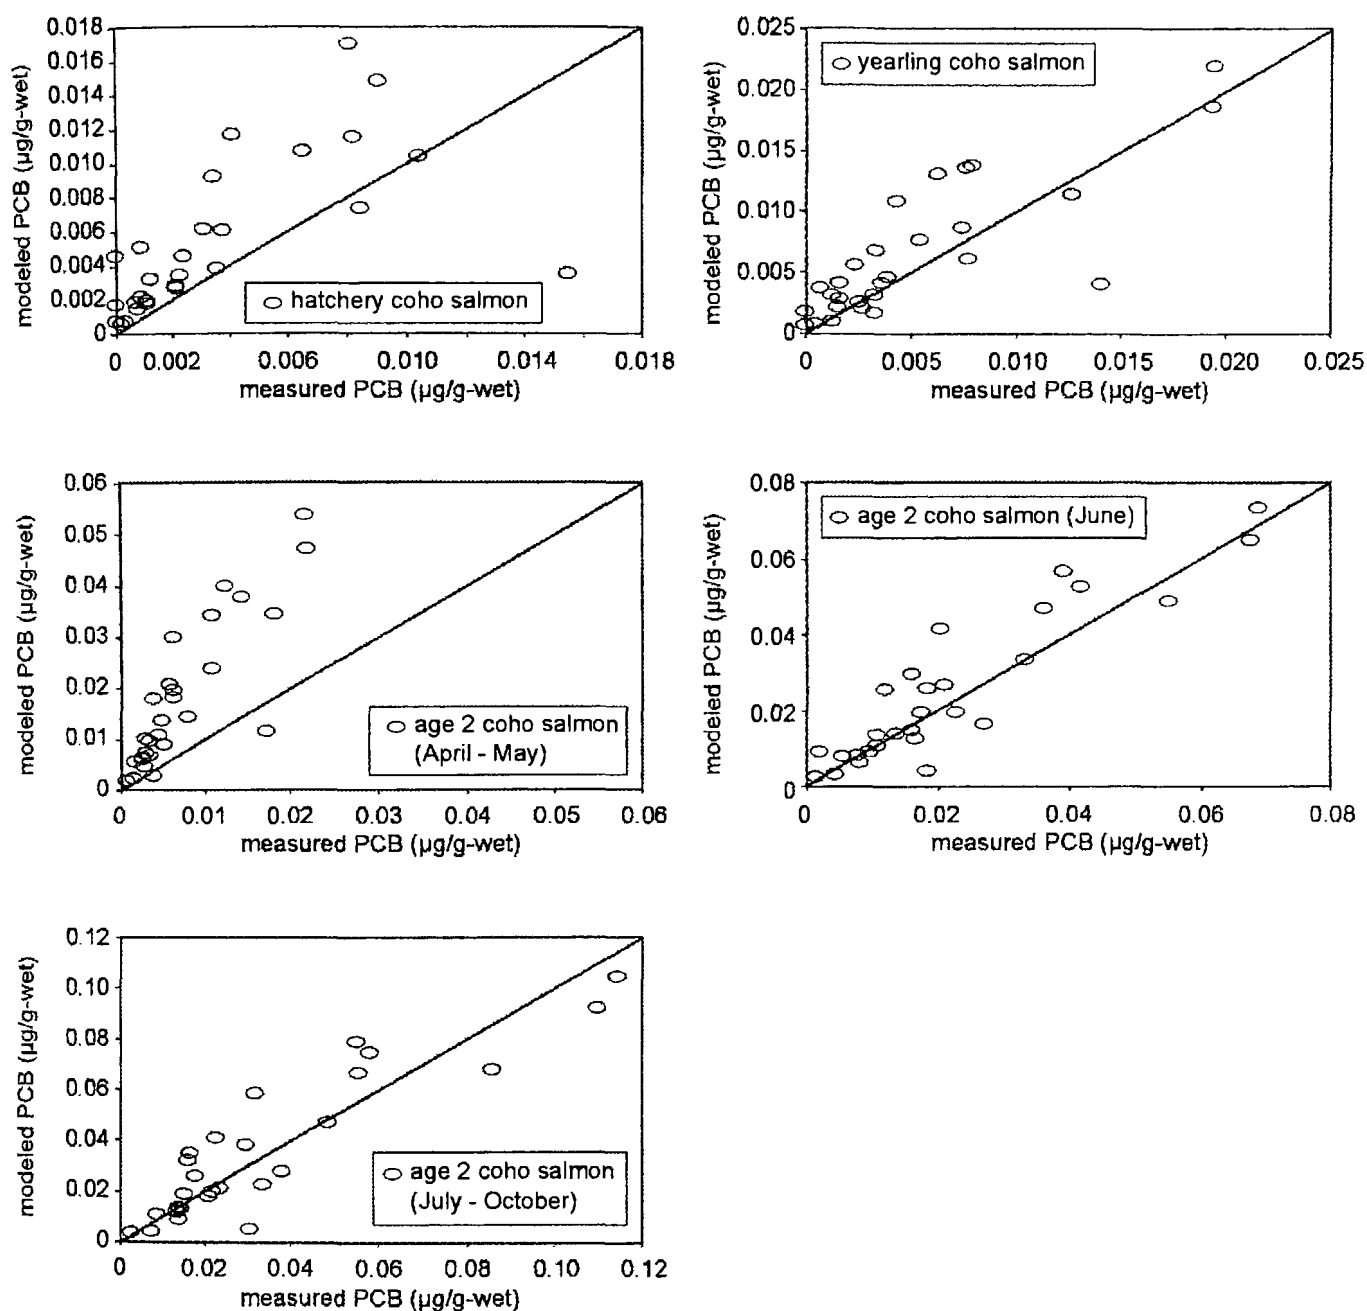 0.018
0.016
0.014
0.012
0.010
0.008
0.006
0.004
0.002
0
modeled PCB (µg/g-wet)
hatchery coho salmon
0 0.002 0.006 0.010 0.014 0.018
measured PCB (µg/g-wet)
0.025
0.020
0.015
0.010
0.005
0
modeled PCB (µg/g-wet)
yearling coho salmon
0 0.005 0.010 0.015 0.020 0.025
measured PCB (µg/g-wet)
0.06
0.05
0.04
0.03
0.02
0.01
0
modeled PCB (µg/g-wet)
age 2 coho salmon
(April - May)
0 0.01 0.02 0.03 0.04 0.05 0.06
measured PCB (µg/g-wet)
0.08
0.06
0.04
0.02
0
modeled PCB (µg/g-wet)
age 2 coho salmon (June)
0 0.02 0.04 0.06 0.08
measured PCB (µg/g-wet)
0.12
0.10
0.08
0.06
0.04
0.02
0
modeled PCB (µg/g-wet)
age 2 coho salmon
(July - October)
0 0.02 0.04 0.06 0.08 0.10 0.12
measured PCB (µg/g-wet)